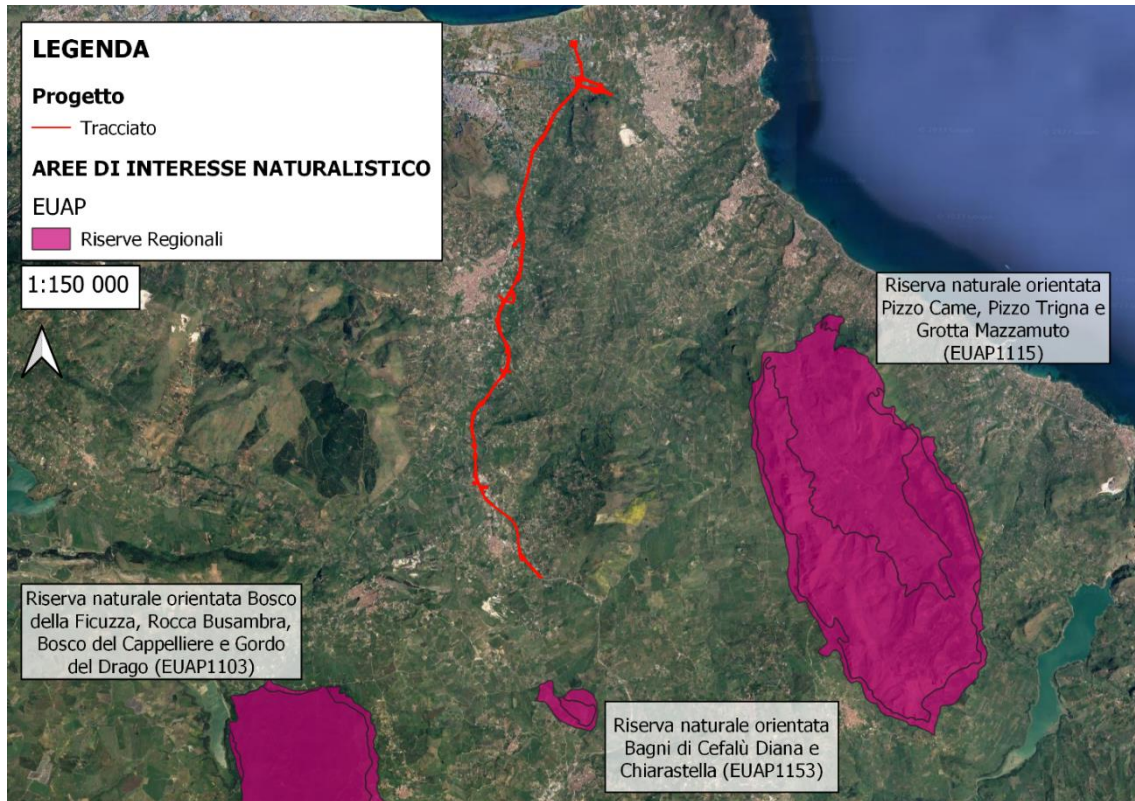 LEGENDA
Progetto
Tracciato
AREE DI INTERESSE NATURALISTICO
EUAP
Riserve Regionali
1:150 000
Riserva naturale orientata
Pizzo Came, Pizzo Trigna e
Grotta Mazzamuto
(EUAP1115)
Riserva naturale orientata Bosco
della Ficuzza, Rocca Busambra,
Bosco del Cappelliere e Gordo
del Drago (EUAP1103)
Riserva naturale orientata
Bagni di Cefalù Diana e
Chiarastella (EUAP1153)